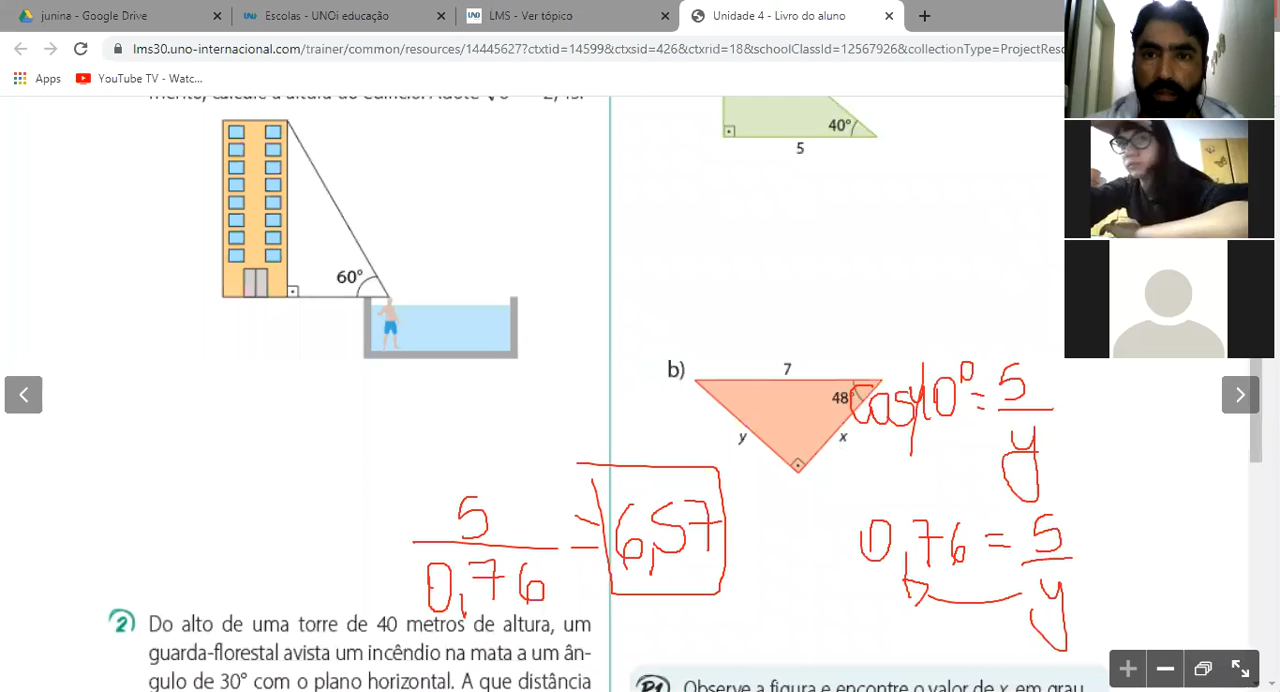 junina - Google Drive
Escolas - UNOi educação
LMS - Ver tópico
Unidade 4 - Livro do aluno
lms30.uno-internacional.com/trainer/common/resources/14445627?ctxtid=14599&ctxsid=426&ctxrid=18&schoolClassId=12567926&collectionType=ProjectReso
Apps
YouTube TV - Watc...
60°
2 Do alto de uma torre de 40 metros de altura, um
guarda-florestal avista um incêndio na mata a um ân-
gulo de 30° com o plano horizontal. A que distância
40°
5
b)
7
48
y
x
cos40° = 5/y
0,76 = 5/y
5/0,76 = 6,57
Observe a figura e encontre o valor de x, em grau